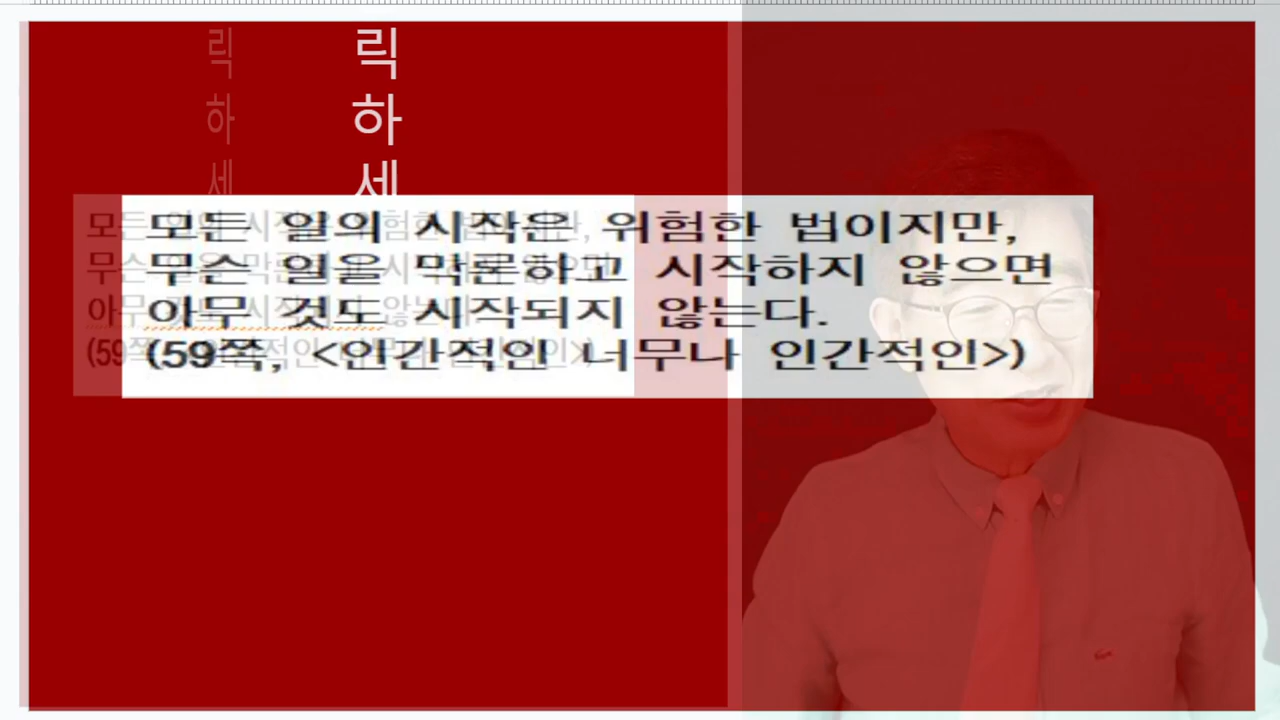 릭
하
세
릭
하
세
모든 일의 시작은 위험한 법이지만,
무슨 일을 막론하고 시작하지 않으면
아무 것도 시작되지 않는다.
(59쪽, <인간적인 너무나 인간적인>)